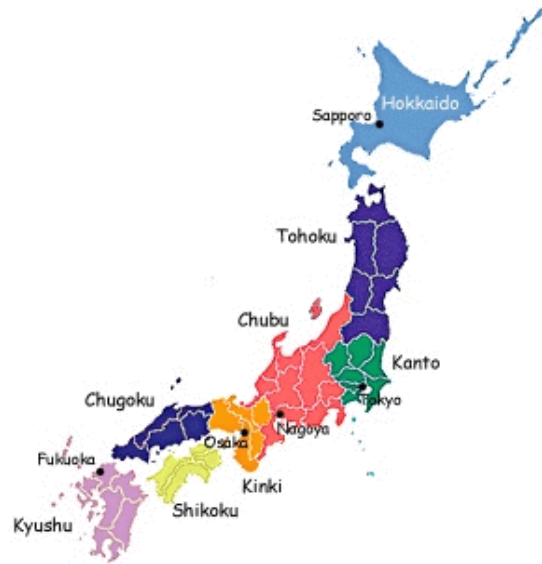 Hokkaido
Sapporo
Tohoku
Chubu
Kanto
Tokyo
Chugoku
Nagoya
Osaka
Fukuoka
Kinki
Shikoku
Kyushu